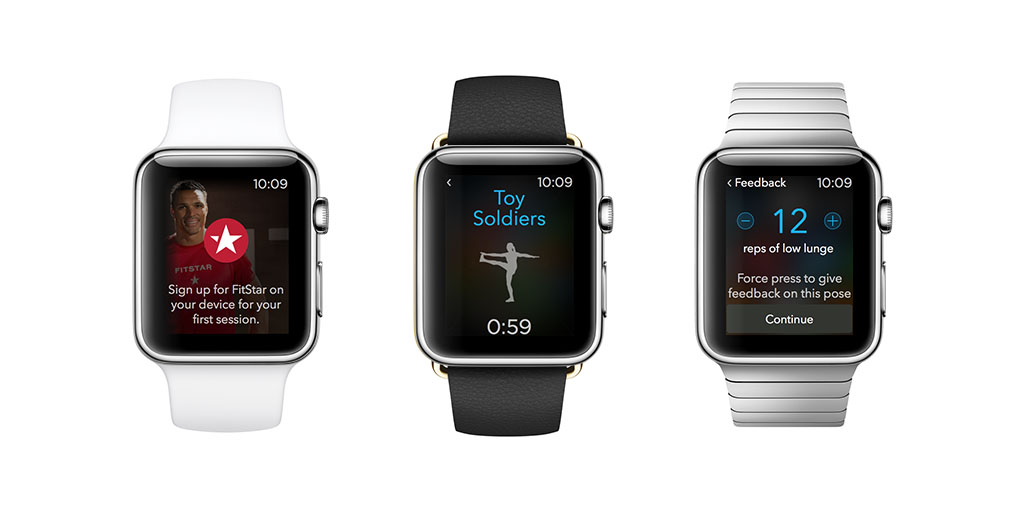 10:09
FITSTAR
Sign up for FitStar on
your device for your
first session.
10:09
Toy
Soldiers
0:59
Feedback 10:09
12
reps of low lunge
Force press to give
feedback on this pose
Continue